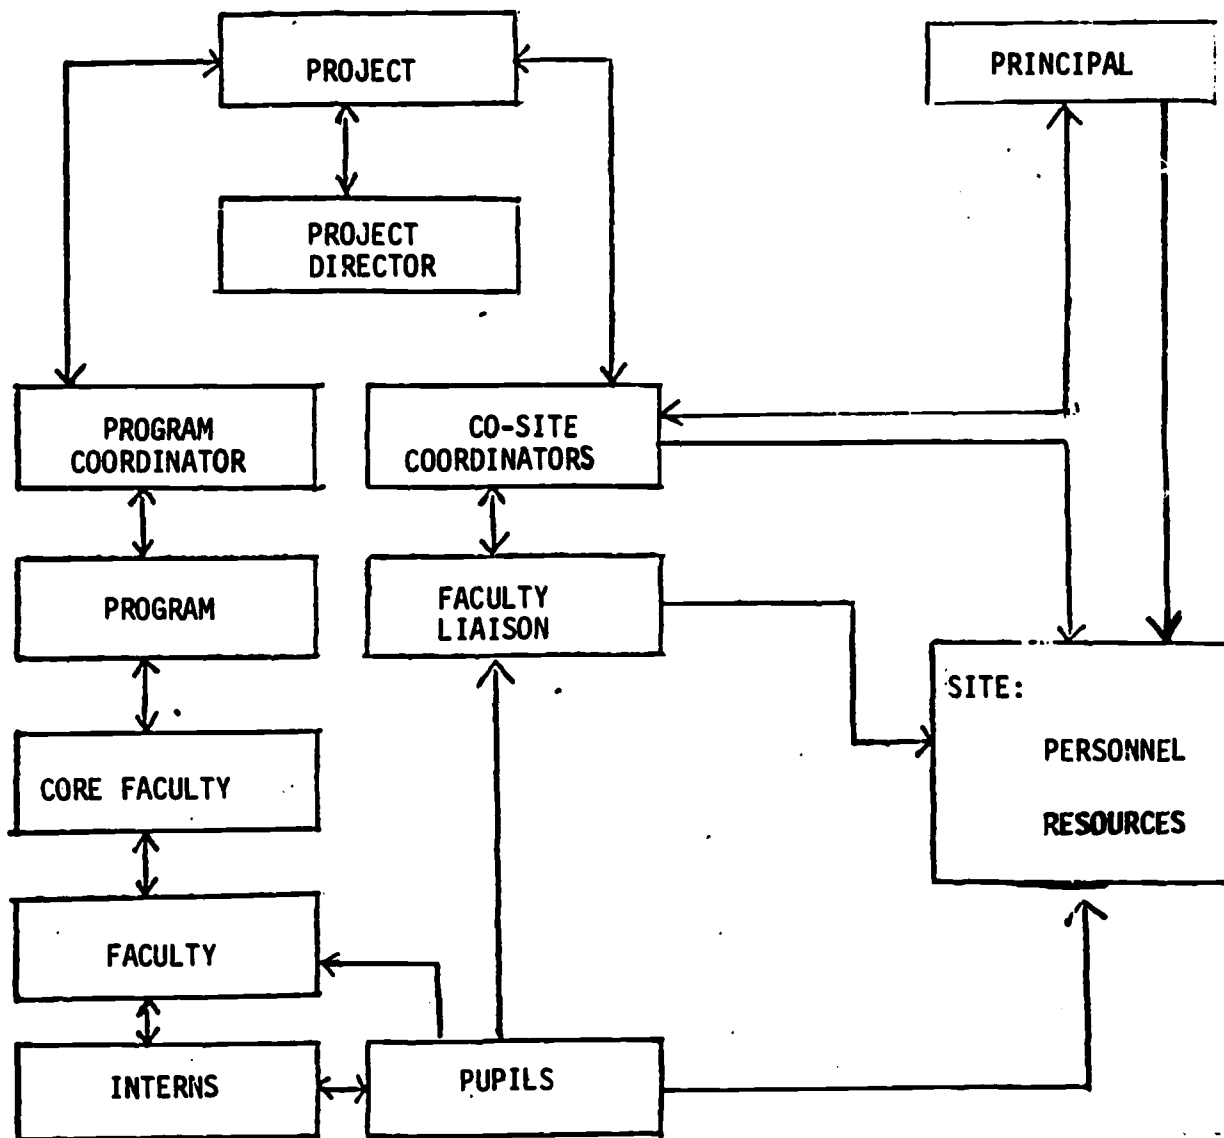 PROJECT
PRINCIPAL
PROJECT
DIRECTOR
PROGRAM
COORDINATOR
CO-SITE
COORDINATORS
PROGRAM
FACULTY
LIAISON
SITE:
PERSONNEL
RESOURCES
CORE FACULTY
FACULTY
INTERNS
PUPILS